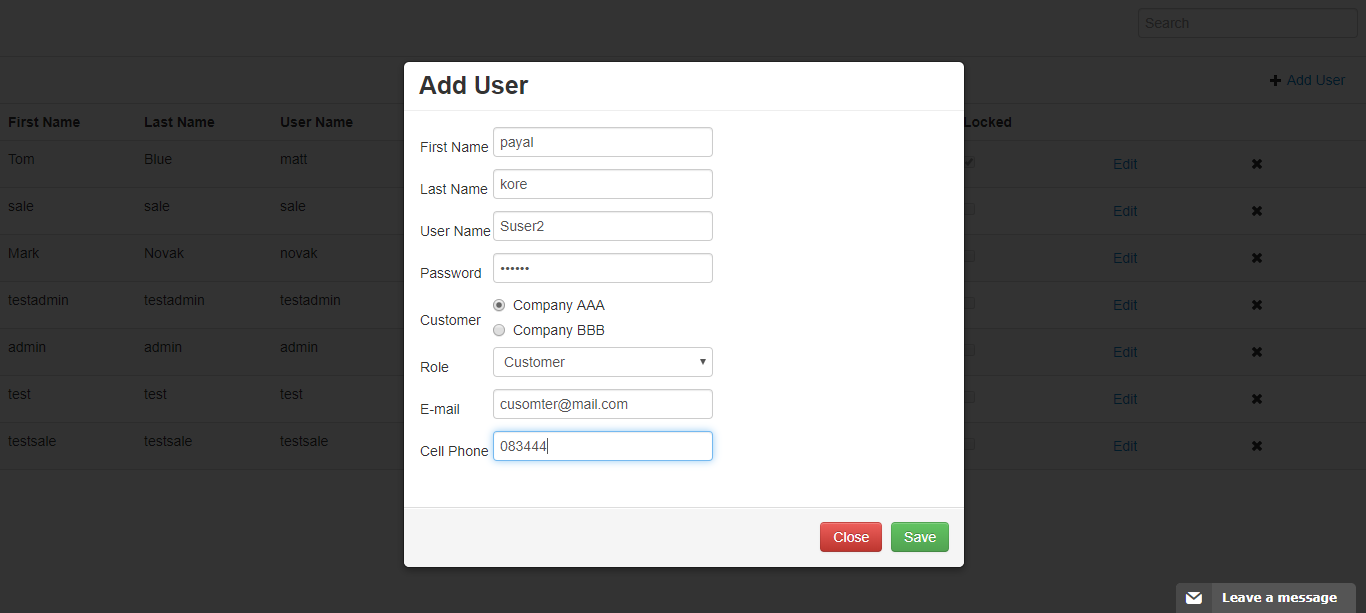 Search
Add User
First Name Last Name User Name Locked
Tom Blue matt Edit
sale sale sale Edit
Mark Novak novak Edit
testadmin testadmin testadmin Edit
admin admin admin Edit
test test test Edit
testsale testsale testsale Edit
Add User
First Name payal
Last Name kore
User Name Suser2
Password ••••••
Customer
Company AAA
Company BBB
Role Customer
E-mail cusomter@mail.com
Cell Phone 083444
Close Save
Leave a message